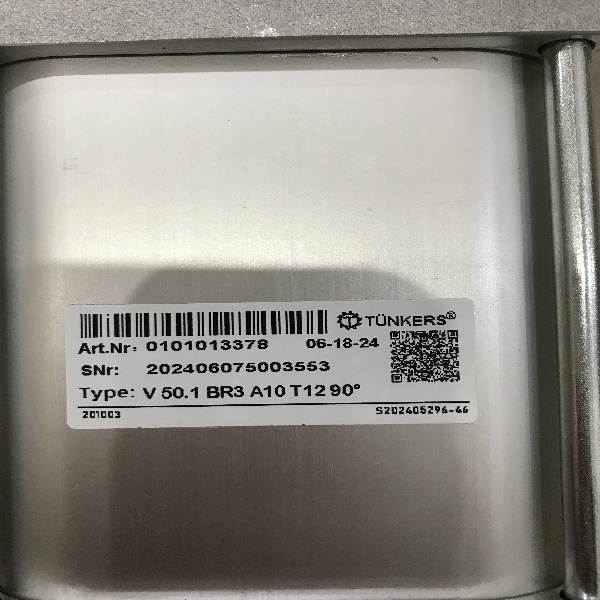 TÜNKERS®
Art.Nr: 0101013378 06-18-24
SNr: 202406075003553
Type: V 50.1 BR3 A10 T12 90°
201003 S202405296-46